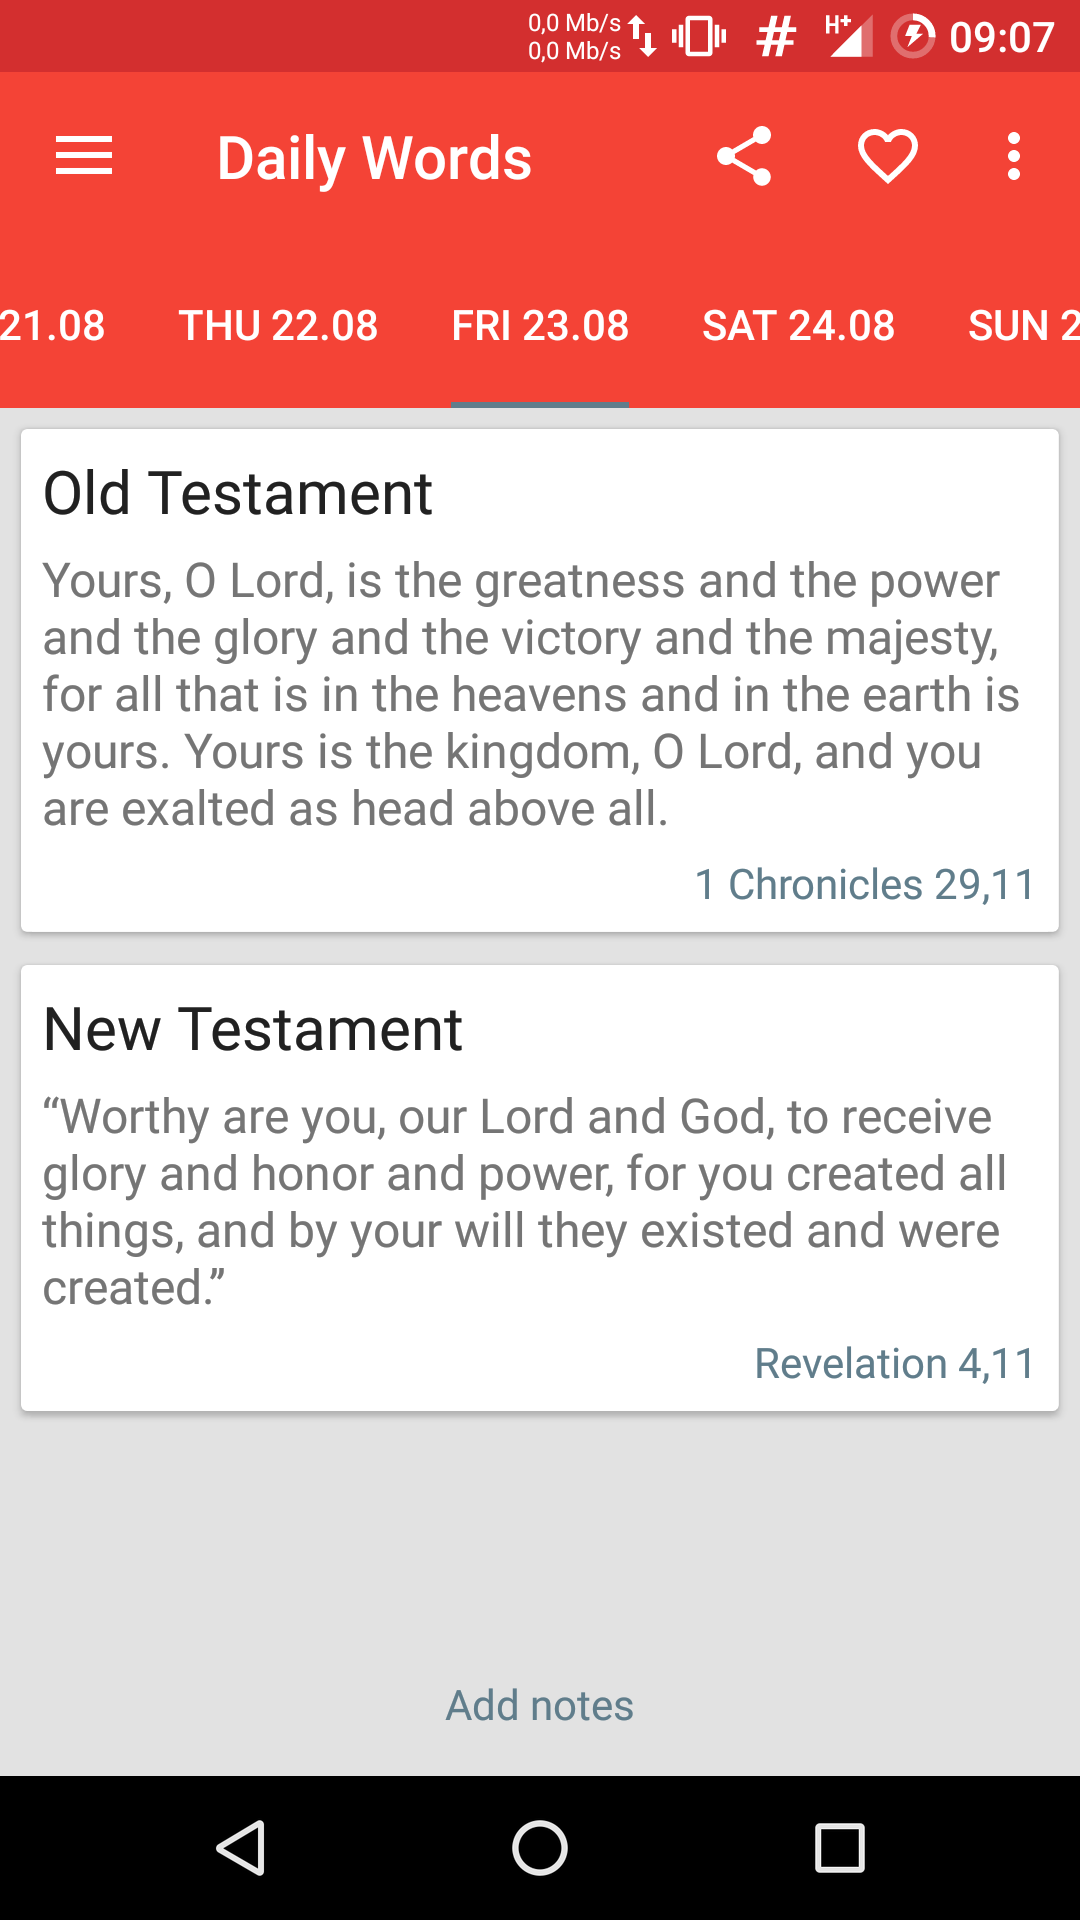 0,0 Mb/s
0,0 Mb/s
H+
09:07
Daily Words
21.08 THU 22.08 FRI 23.08 SAT 24.08 SUN 2
Old Testament
Yours, O Lord, is the greatness and the power
and the glory and the victory and the majesty,
for all that is in the heavens and in the earth is
yours. Yours is the kingdom, O Lord, and you
are exalted as head above all.
1 Chronicles 29,11
New Testament
“Worthy are you, our Lord and God, to receive
glory and honor and power, for you created all
things, and by your will they existed and were
created.”
Revelation 4,11
Add notes